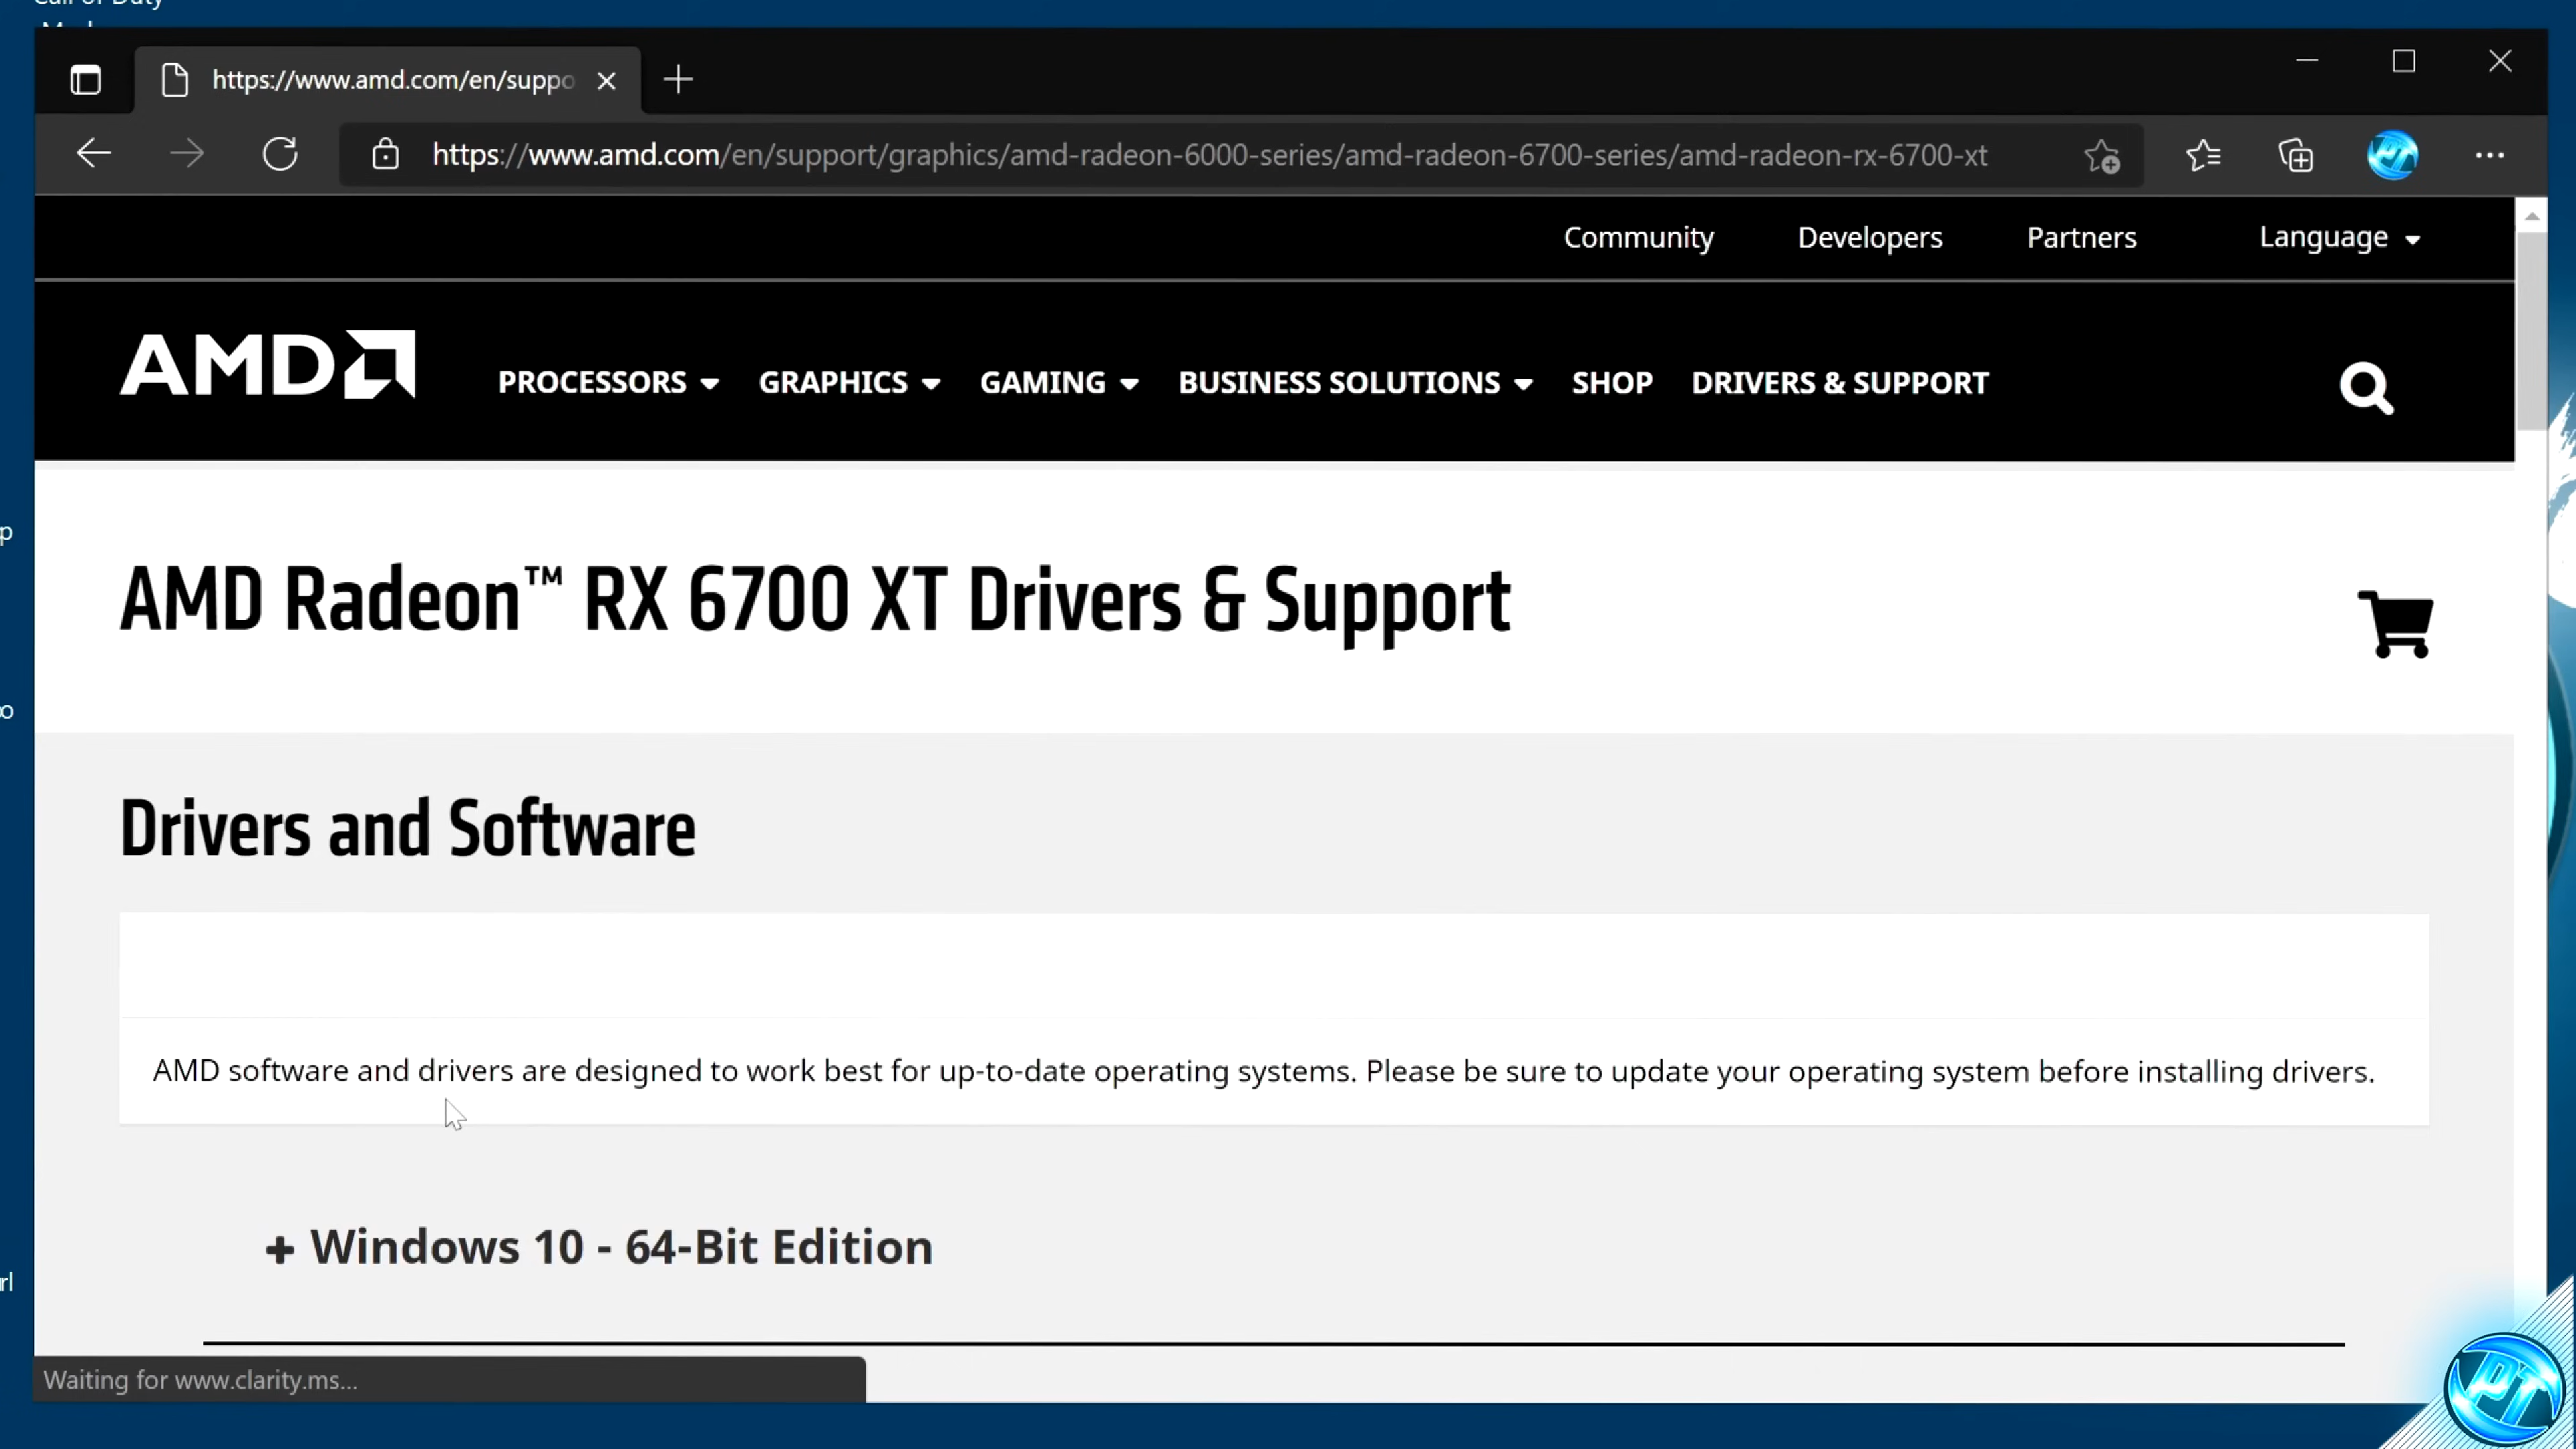 https://www.amd.com/en/suppo
https://www.amd.com/en/support/graphics/amd-radeon-6000-series/amd-radeon-6700-series/amd-radeon-rx-6700-xt
Community Developers Partners Language
AMD PROCESSORS GRAPHICS GAMING BUSINESS SOLUTIONS SHOP DRIVERS & SUPPORT
AMD Radeon™ RX 6700 XT Drivers & Support
Drivers and Software
AMD software and drivers are designed to work best for up-to-date operating systems. Please be sure to update your operating system before installing drivers.
+ Windows 10 - 64-Bit Edition
Waiting for www.clarity.ms...
PT